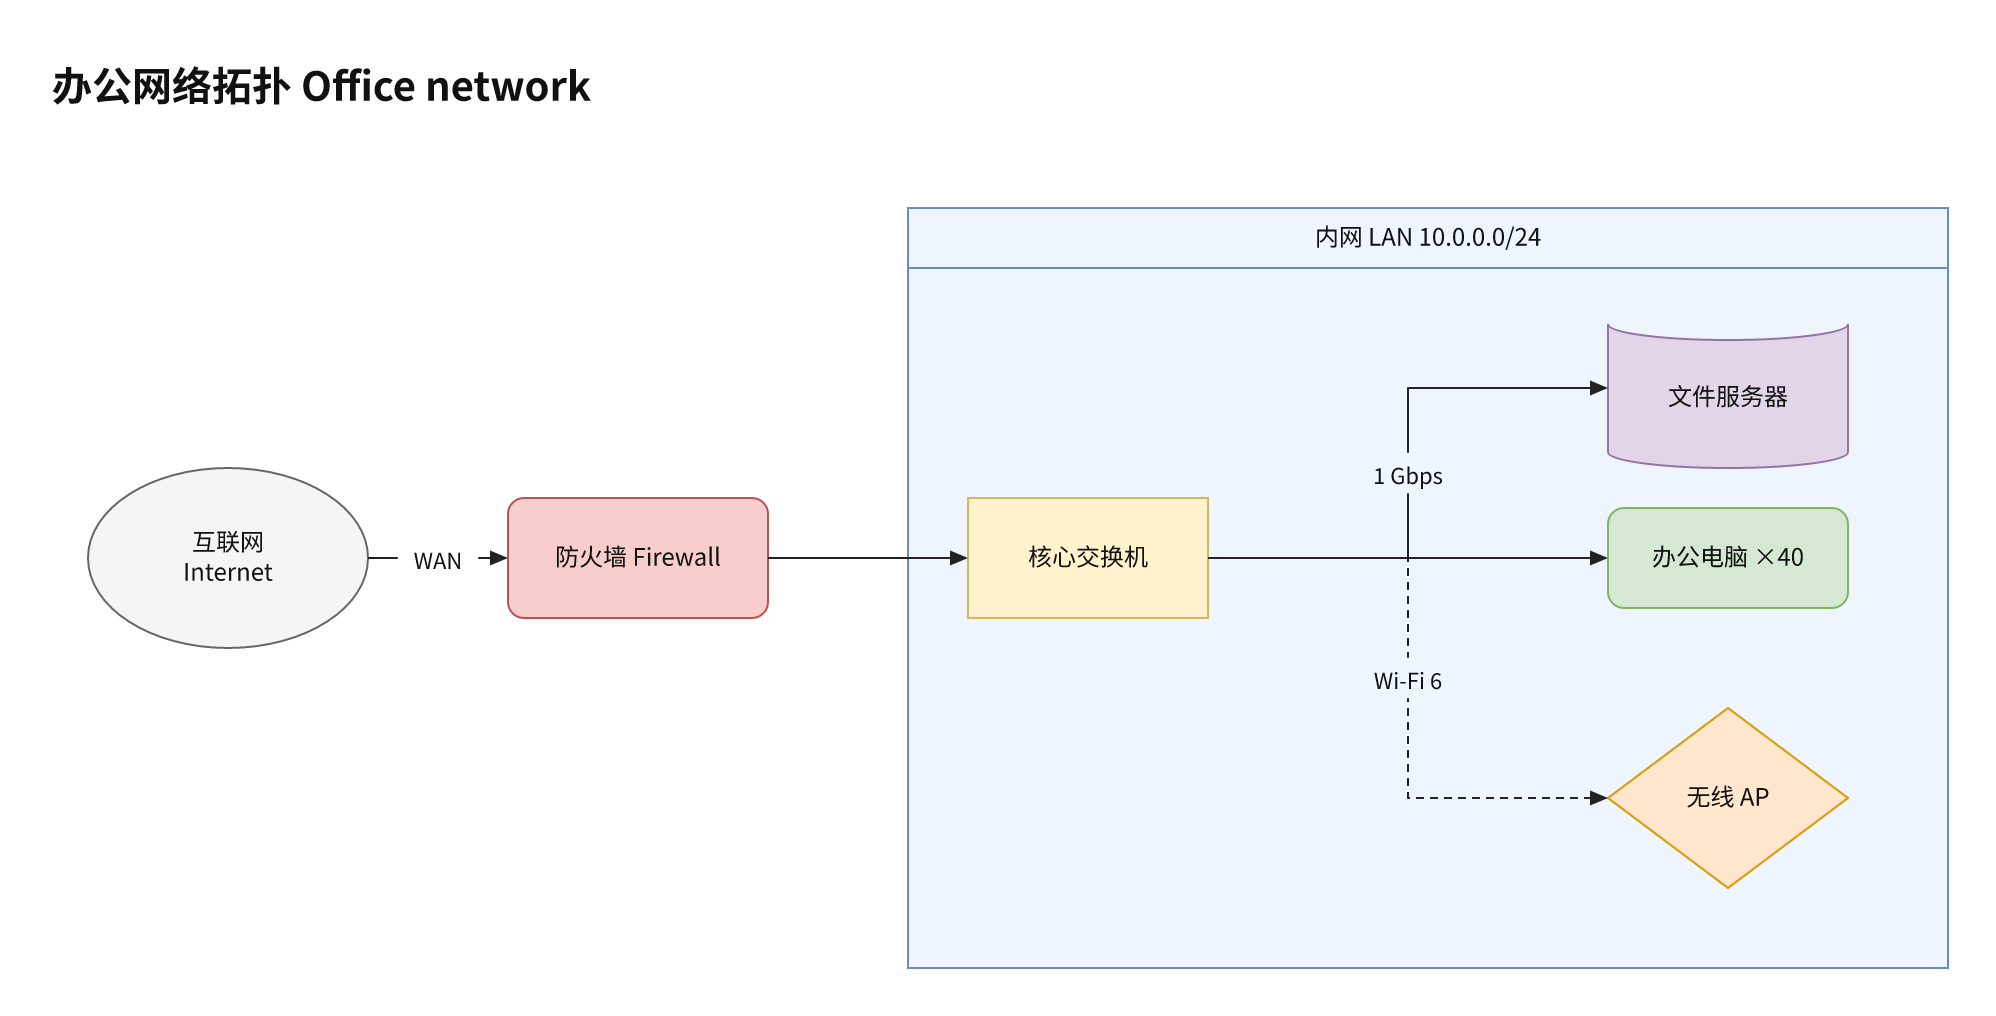 办公网络拓扑 Office network
内网 LAN 10.0.0.0/24
文件服务器
1 Gbps
互联网
Internet
WAN
防火墙 Firewall
核心交换机
办公电脑 ×40
Wi-Fi 6
无线 AP